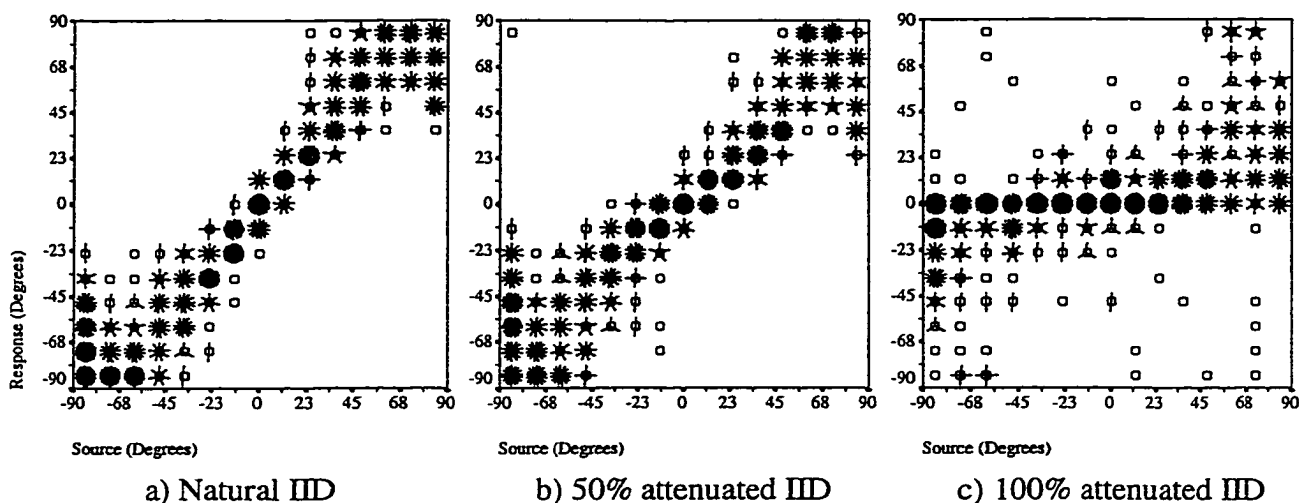 90
68
45
23
0
-23
-45
-68
-90
Response (Degrees)
-90 -68 -45 -23 0 23 45 68 90
Source (Degrees)
a) Natural IID
90
68
45
23
0
-23
-45
-68
-90
-90 -68 -45 -23 0 23 45 68 90
Source (Degrees)
b) 50% attenuated IID
90
68
45
23
0
-23
-45
-68
-90
-90 -68 -45 -23 0 23 45 68 90
Source (Degrees)
c) 100% attenuated IID